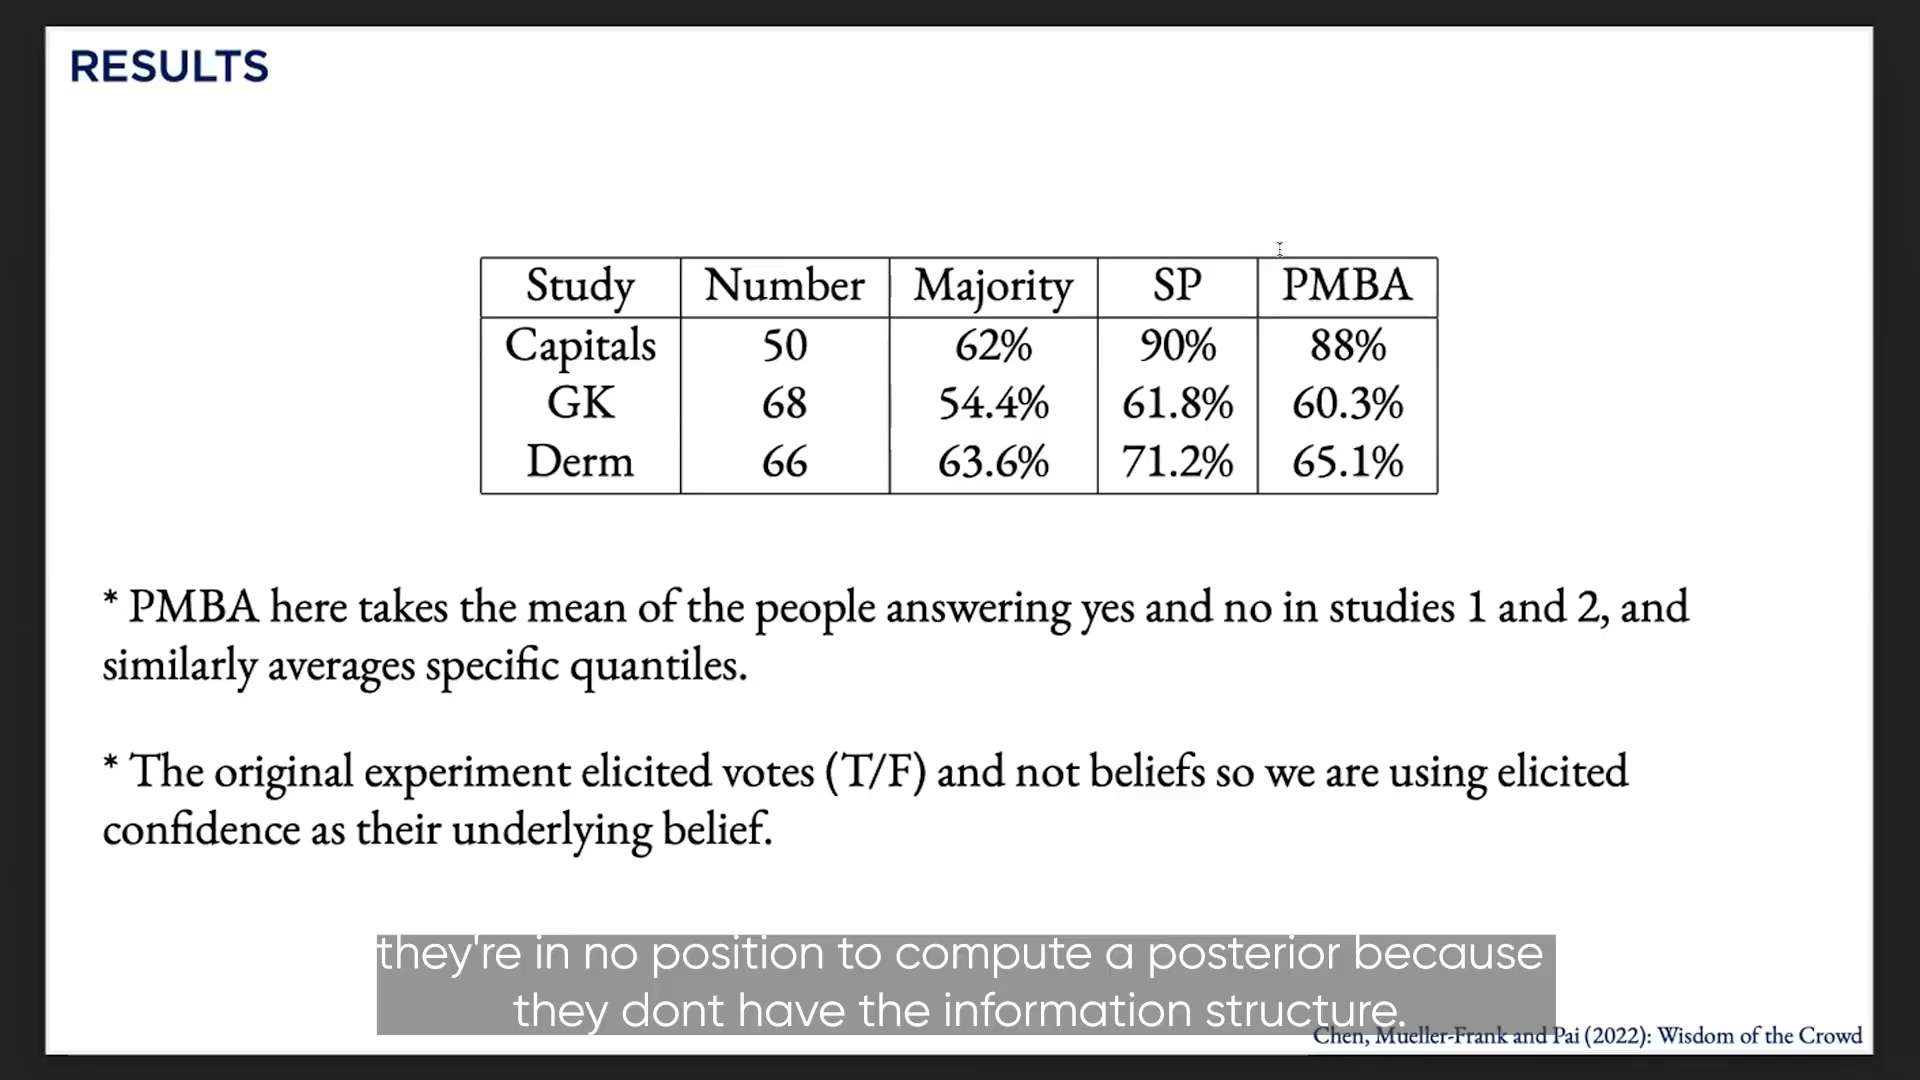 RESULTS
Study Number Majority SP PMBA
Capitals 50 62% 90% 88%
GK 68 54.4% 61.8% 60.3%
Derm 66 63.6% 71.2% 65.1%
* PMBA here takes the mean of the people answering yes and no in studies 1 and 2, and
similarly averages specific quantiles.
* The original experiment elicited votes (T/F) and not beliefs so we are using elicited
confidence as their underlying belief.
they're in no position to compute a posterior because
they dont have the information structure.
Chen, Mueller-Frank and Pai (2022): Wisdom of the Crowd